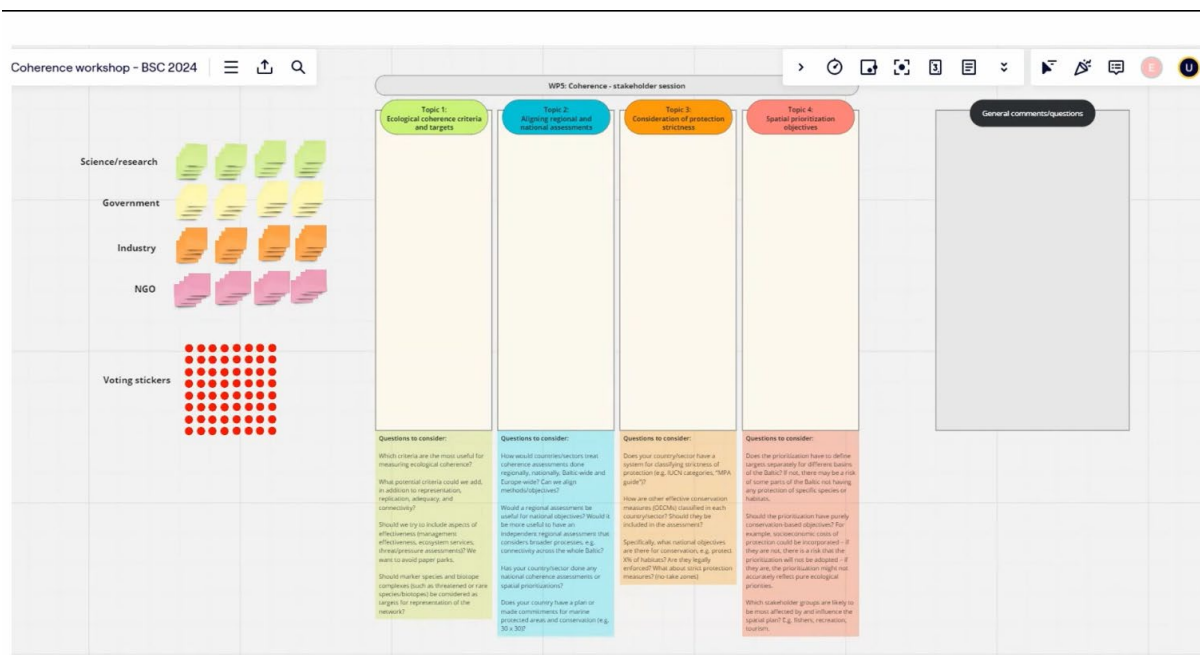 Coherence workshop - BSC 2024
3
E
U
WP5: Coherence - stakeholder session
Topic 1:
Ecological coherence criteria
and targets
Topic 2:
Aligning regional and
national assessments
Topic 3:
Consideration of protection
strictness
Topic 4:
Spatial prioritization
objectives
General comments/questions
Science/research
Government
Industry
NGO
Voting stickers
Questions to consider:
Which criteria are the most useful for
measuring ecological coherence?
What potential criteria could we add,
in addition to representation,
replication, adequacy, and
connectivity?
Should we try to include aspects of
effectiveness (management
effectiveness, ecosystem services,
threat/pressure assessments)? We
want to avoid paper parks.
Should marker species and biotope
complexes (such as threatened or rare
species/biotopes) be considered as
targets for representation of the
network?
Questions to consider:
How would countries/sectors treat
coherence assessments done
regionally, nationally, Baltic-wide and
Europe-wide? Can we align
methods/objectives?
Would a regional assessment be
useful for national objectives? Would it
be more useful to have an
independent regional assessment that
considers broader processes, e.g.
connectivity across the whole Baltic?
Has your country/sector done any
national coherence assessments or
spatial prioritizations?
Does your country have a plan or
made commitments for marine
protected areas and conservation (e.g.
30 x 30)?
Questions to consider:
Does your country/sector have a
system for classifying strictness of
protection (e.g. IUCN categories, "MPA
guide")?
How are other effective conservation
measures (OECMs) classified in each
country/sector? Should they be
included in the assessment?
Specifically, what national objectives
are there for conservation, e.g. protect
X% of habitats? Are they legally
enforced? What about strict protection
measures? (no-take zones)
Questions to consider:
Does the prioritization have to define
targets separately for different basins
of the Baltic? If not, there may be a risk
of some parts of the Baltic not having
any protection of specific species or
habitats.
Should the prioritization have purely
conservation-based objectives? For
example, socioeconomic costs of
protection could be incorporated – if
they are not, there is a risk that the
prioritization will not be adopted – if
they are, the prioritization might not
accurately reflect pure ecological
priorities.
Which stakeholder groups are likely to
be most affected by and influence the
spatial plan? E.g. fishers, recreation,
tourism.